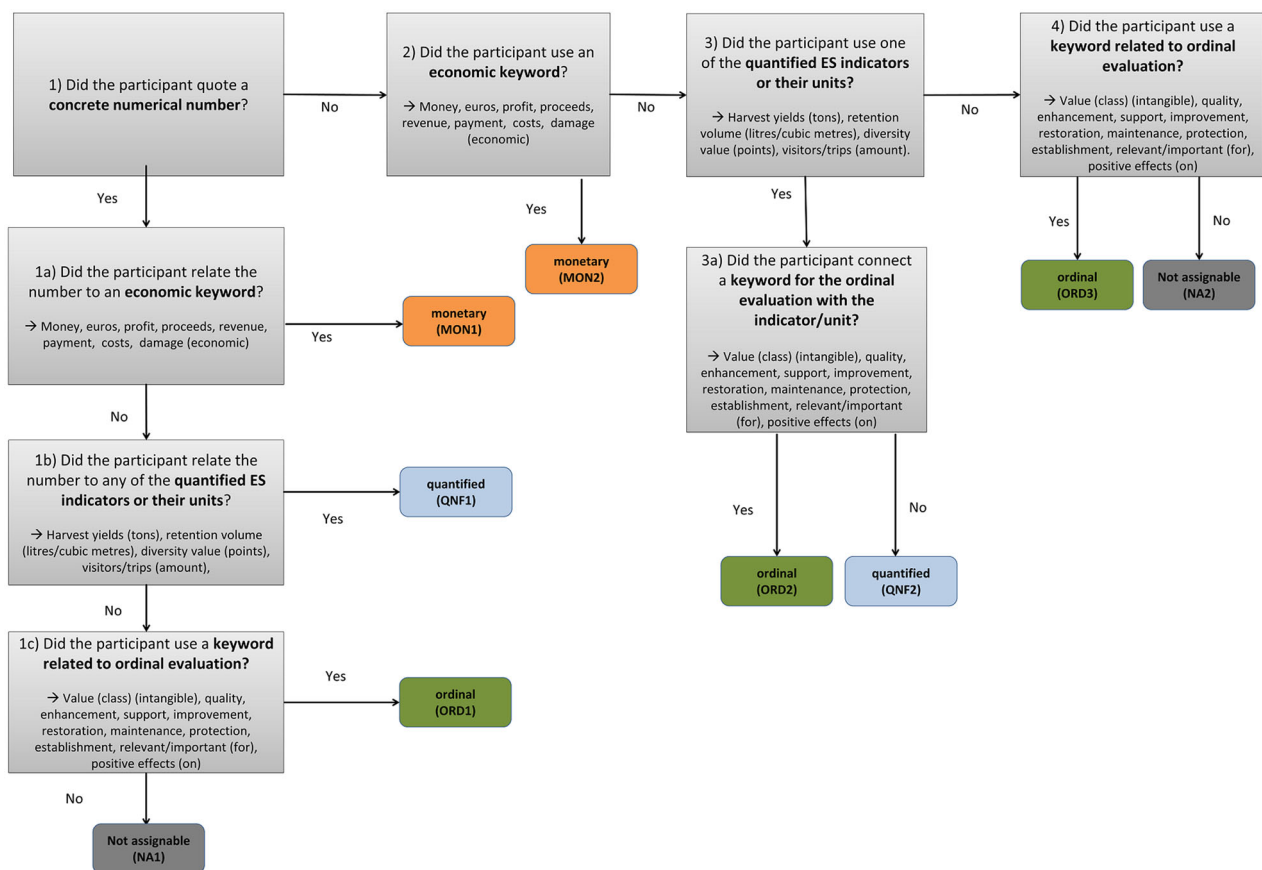 1) Did the participant quote a
concrete numerical number?
No
Yes
2) Did the participant use an
economic keyword?
→ Money, euros, profit, proceeds,
revenue, payment, costs, damage
(economic)
No
Yes
monetary
(MON2)
3) Did the participant use one
of the quantified ES indicators
or their units?
→ Harvest yields (tons), retention
volume (litres/cubic metres), diversity
value (points), visitors/trips (amount).
No
Yes
4) Did the participant use a
keyword related to ordinal
evaluation?
→ Value (class) (intangible), quality,
enhancement, support, improvement,
restoration, maintenance, protection,
establishment, relevant/important (for),
positive effects (on)
Yes
No
ordinal
(ORD3)
Not assignable
(NA2)
1a) Did the participant relate the
number to an economic keyword?
→ Money, euros, profit, proceeds, revenue,
payment, costs, damage (economic)
Yes
monetary
(MON1)
No
3a) Did the participant connect
a keyword for the ordinal
evaluation with the
indicator/unit?
→ Value (class) (intangible), quality,
enhancement, support, improvement,
restoration, maintenance, protection,
establishment, relevant/important
(for), positive effects (on)
Yes
No
ordinal
(ORD2)
quantified
(QNF2)
1b) Did the participant relate the
number to any of the quantified ES
indicators or their units?
→ Harvest yields (tons), retention volume
(litres/cubic metres), diversity value (points),
visitors/trips (amount),
Yes
quantified
(QNF1)
No
1c) Did the participant use a keyword
related to ordinal evaluation?
→ Value (class) (intangible), quality,
enhancement, support, improvement,
restoration, maintenance, protection,
establishment, relevant/important (for),
positive effects (on)
Yes
ordinal
(ORD1)
No
Not assignable
(NA1)